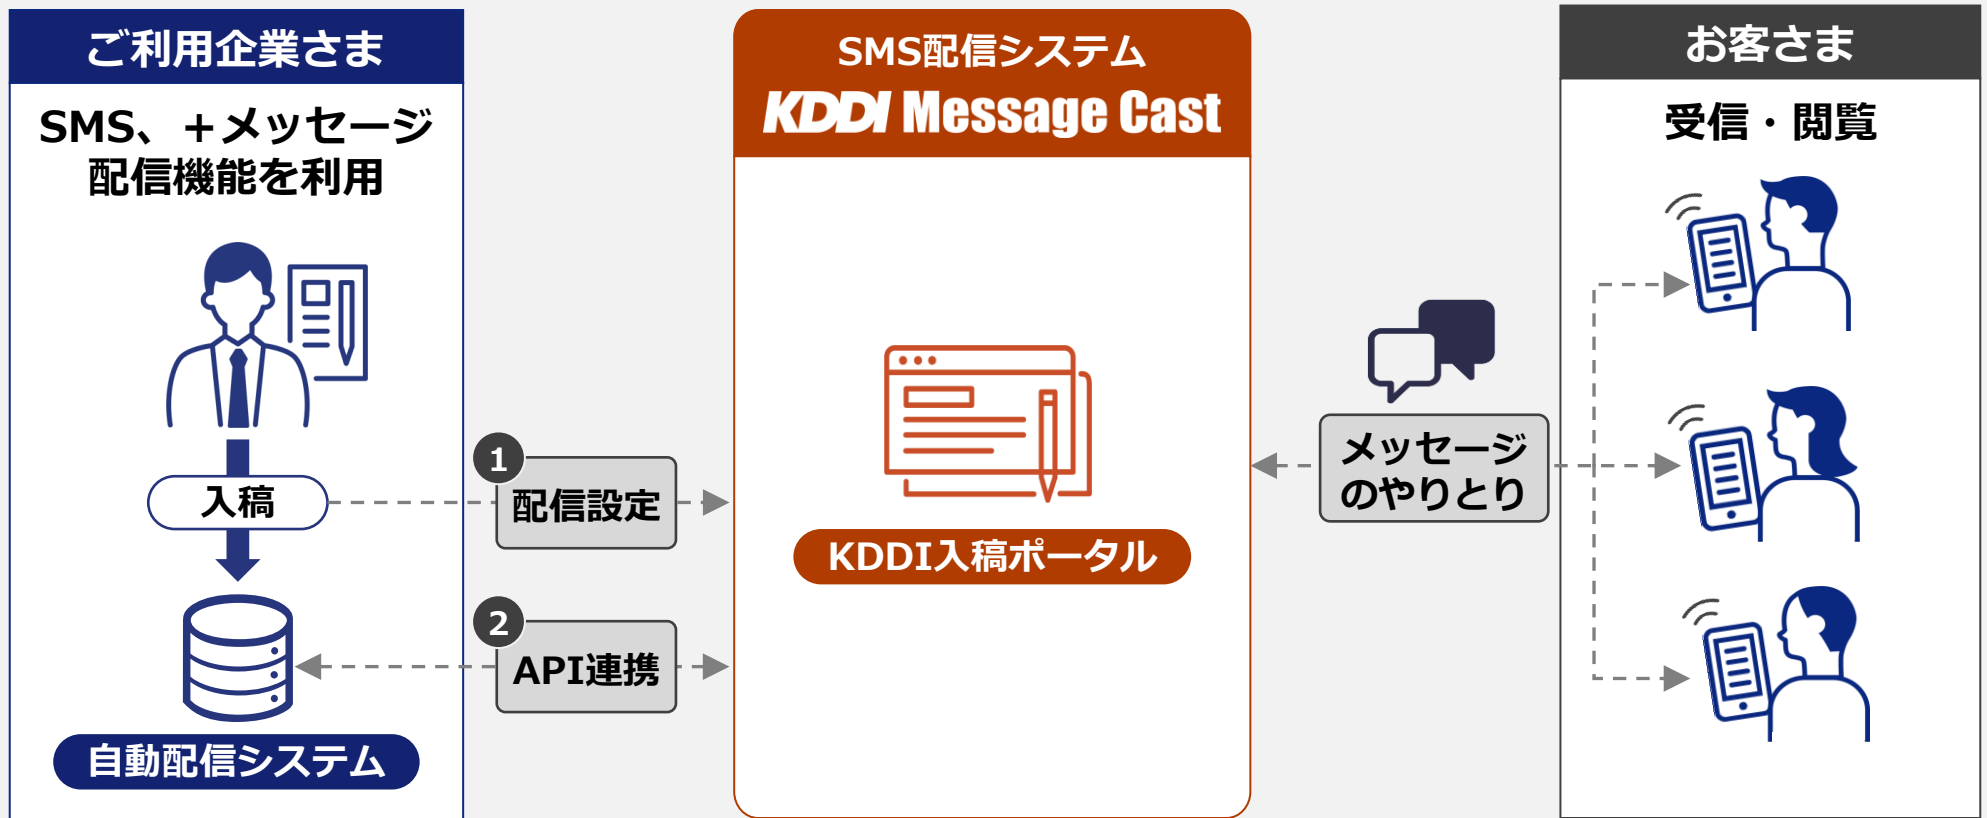 ご利用企業さま
SMS、+メッセージ
配信機能を利用
入稿
自動配信システム
1
配信設定
2
API連携
SMS配信システム
KDDI Message Cast
KDDI入稿ポータル
メッセージ
のやりとり
お客さま
受信・閲覧